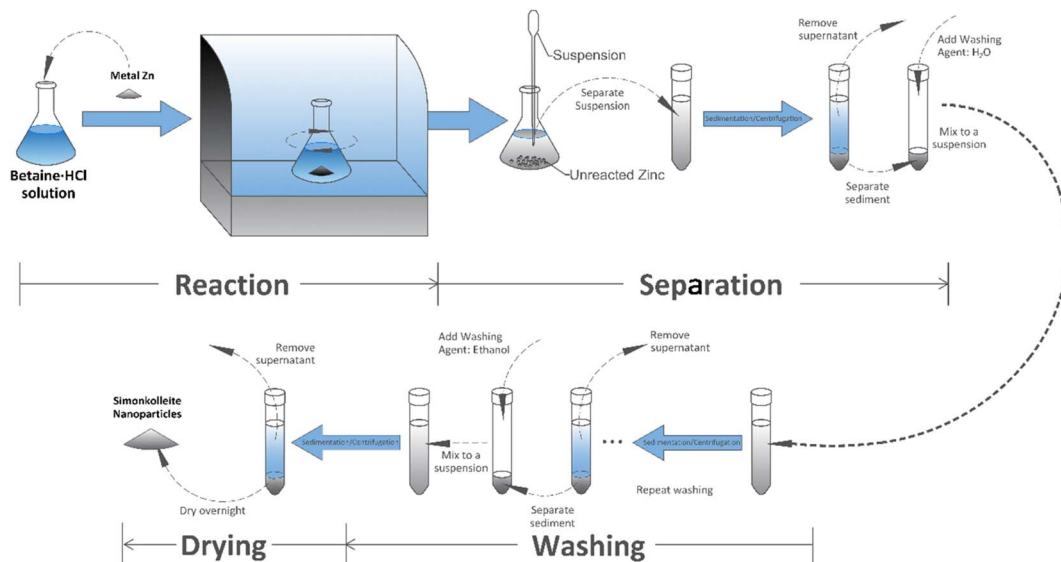 Metal Zn
Betaine·HCl
solution
Suspension
Separate
Suspension
Unreacted Zinc
Sedimentation/Centrifugation
Remove
supernatant
Add Washing
Agent: H₂O
Mix to a
suspension
Separate
sediment
Reaction
Separation
Simonkolleite
Nanoparticles
Dry overnight
Remove
supernatant
Sedimentation/Centrifugation
Add Washing
Agent: Ethanol
Mix to a
suspension
Separate
sediment
Remove
supernatant
...
Sedimentation/Centrifugation
Repeat washing
Drying
Washing